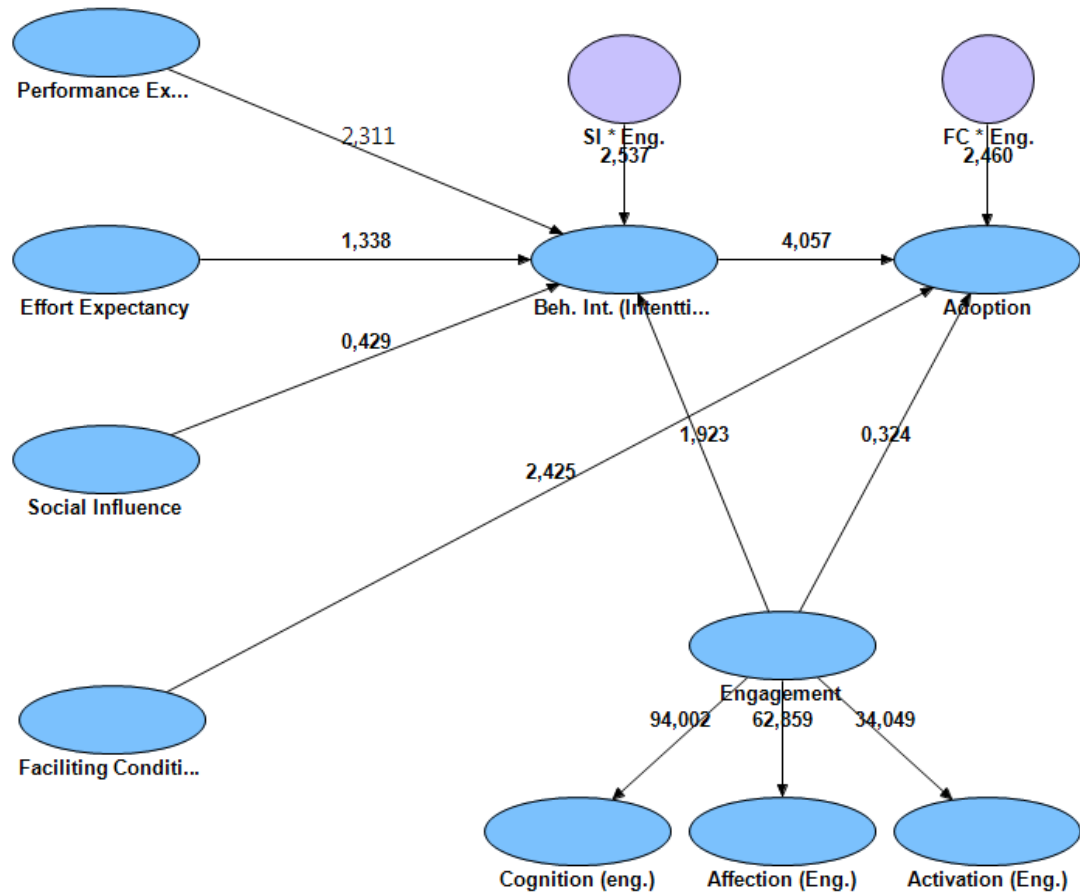 Performance Ex...
2,311
SI * Eng.
2,537
FC * Eng.
2,460
Effort Expectancy
1,338
Beh. Int. (Intentti...
4,057
Adoption
0,429
Social Influence
1,923
0,324
2,425
Faciliting Conditi...
Engagement
94,002
62,859
34,049
Cognition (eng.)
Affection (Eng.)
Activation (Eng.)